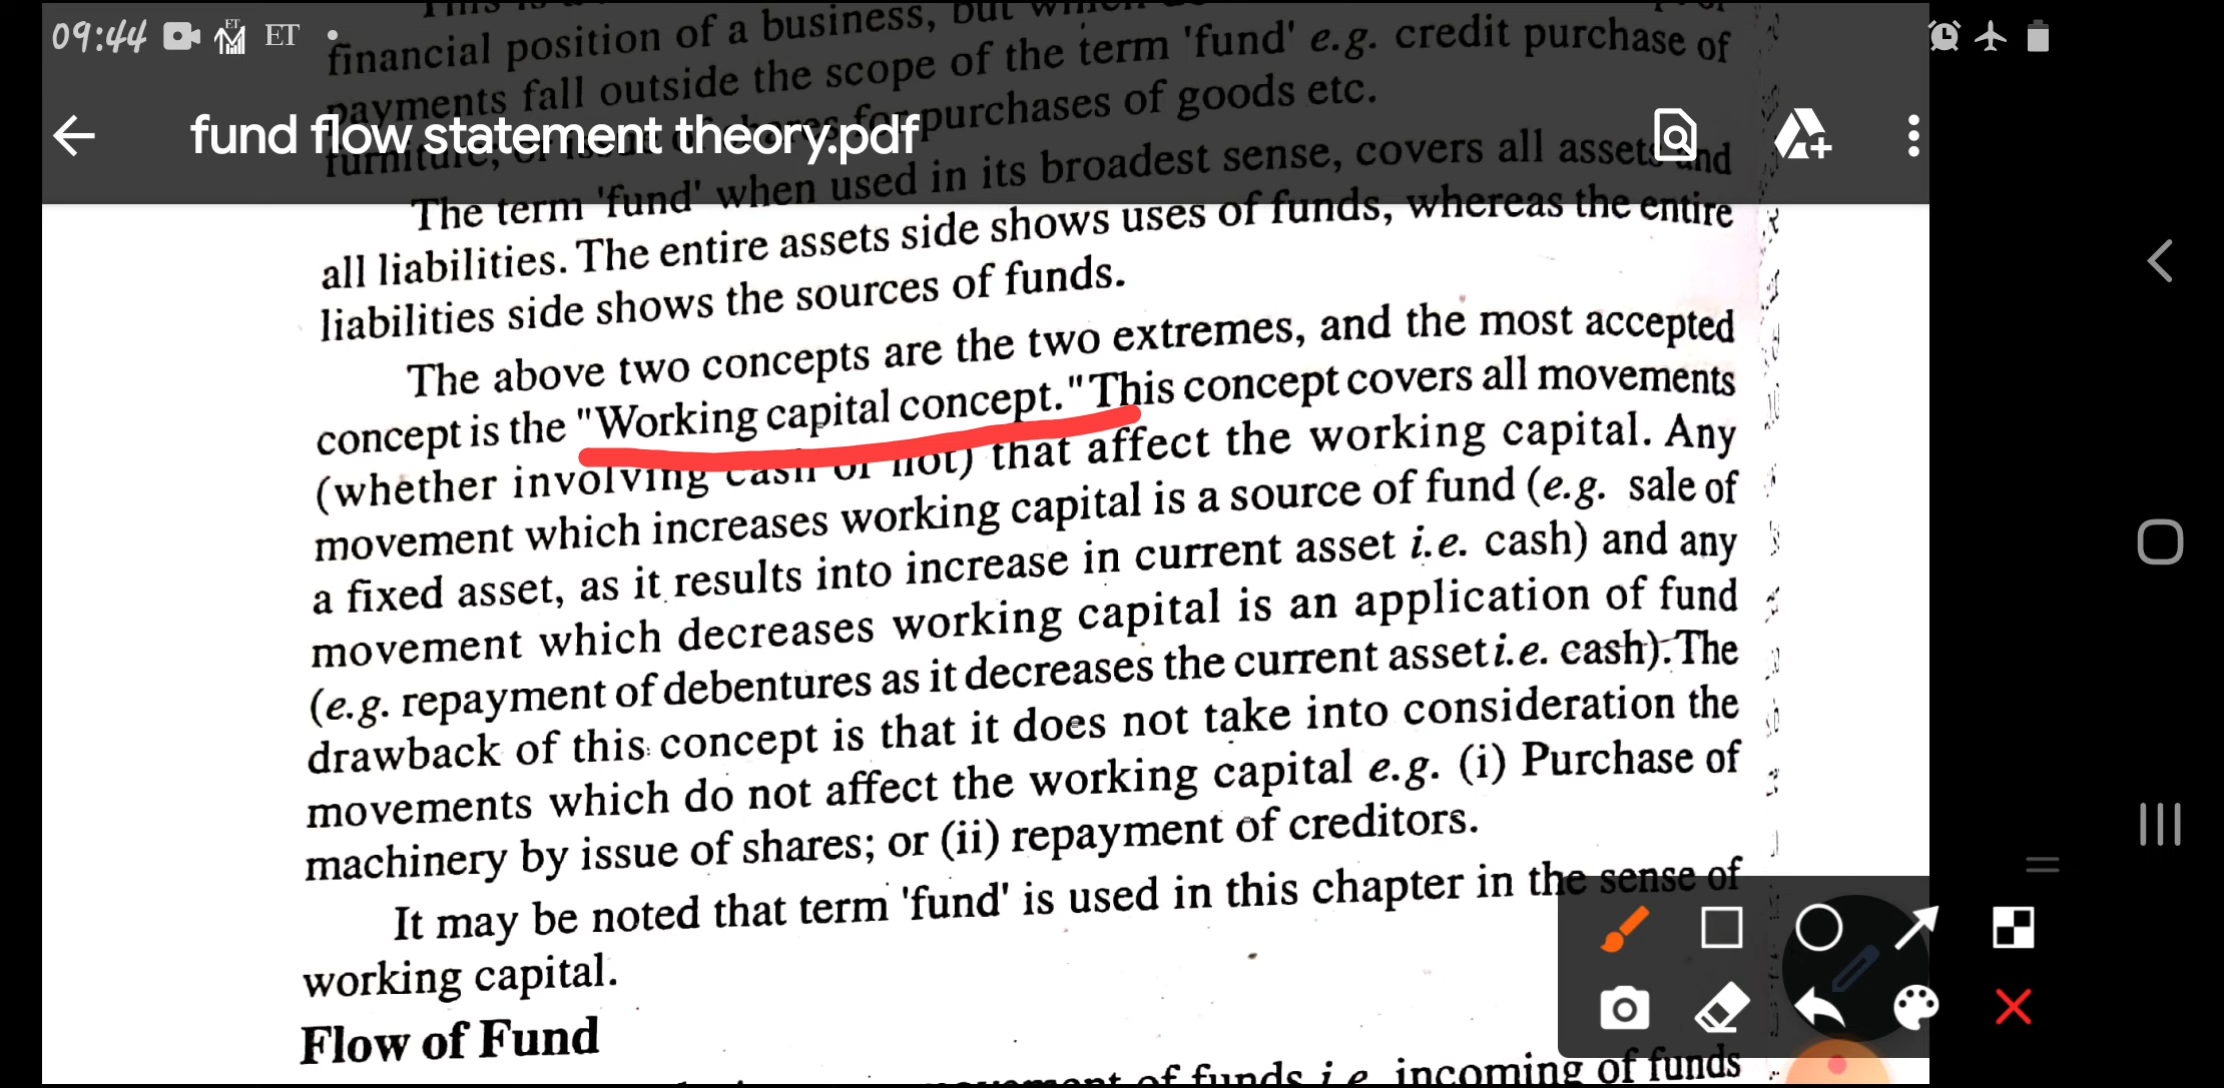 09:44 ET ET
financial position of a business, but
payments fall outside the scope of the term 'fund' e.g. credit purchase of
fund flow statement theory.pdf
furniture, or issue of shares for purchases of goods etc.
The term 'fund' when used in its broadest sense, covers all assets and
all liabilities. The entire assets side shows uses of funds, whereas the entire
liabilities side shows the sources of funds.
The above two concepts are the two extremes, and the most accepted
concept is the "Working capital concept." This concept covers all movements
(whether involving cash or not) that affect the working capital. Any
movement which increases working capital is a source of fund (e.g. sale of
a fixed asset, as it results into increase in current asset i.e. cash) and any
movement which decreases working capital is an application of fund
(e.g. repayment of debentures as it decreases the current asset i.e. cash). The
drawback of this concept is that it does not take into consideration the
movements which do not affect the working capital e.g. (i) Purchase of
machinery by issue of shares; or (ii) repayment of creditors.
It may be noted that term 'fund' is used in this chapter in the sense of
working capital.
Flow of Fund
of funds i.e. incoming of funds